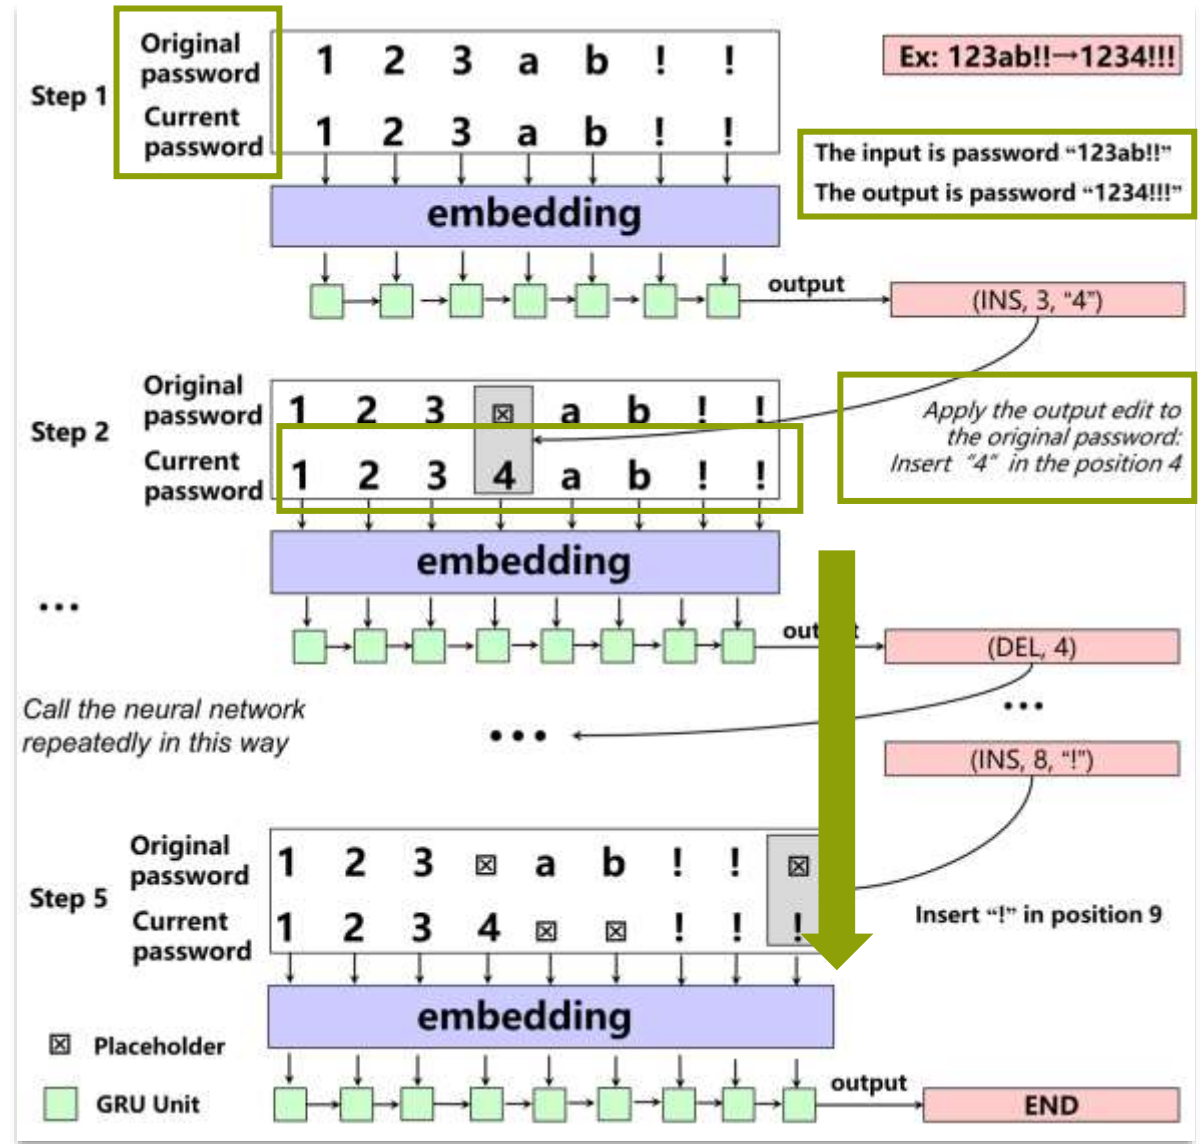 Ex: 123ab!!→1234!!!
Step 1
Original
password
1 2 3 a b ! !
Current
password
1 2 3 a b ! !
The input is password “123ab!!”
The output is password “1234!!!”
embedding
output
(INS, 3, “4”)
Step 2
Original
password
1 2 3 ☒ a b ! !
Current
password
1 2 3 4 a b ! !
Apply the output edit to
the original password:
Insert “4” in the position 4
embedding
...
output
(DEL, 4)
Call the neural network
repeatedly in this way
...
...
(INS, 8, “!”)
Step 5
Original
password
1 2 3 ☒ a b ! ! ☒
Current
password
1 2 3 4 ☒ ☒ ! ! !
Insert “!” in position 9
embedding
☒ Placeholder
GRU Unit
output
END